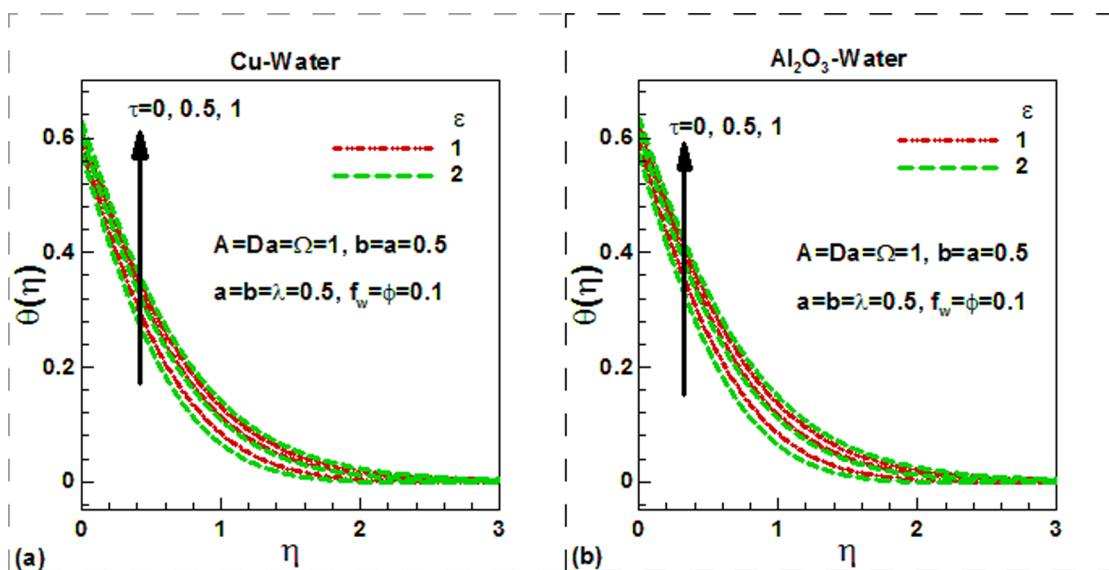 Cu-Water
τ=0, 0.5, 1
ε
1
2
A=Da=Ω=1, b=a=0.5
a=b=λ=0.5, f_w=ϕ=0.1
θ(η)
0.6
0.4
0.2
0
0 1 2 3
η
(a)
Al₂O₃-Water
τ=0, 0.5, 1
ε
1
2
A=Da=Ω=1, b=a=0.5
a=b=λ=0.5, f_w=ϕ=0.1
θ(η)
0.6
0.4
0.2
0
0 1 2 3
η
(b)